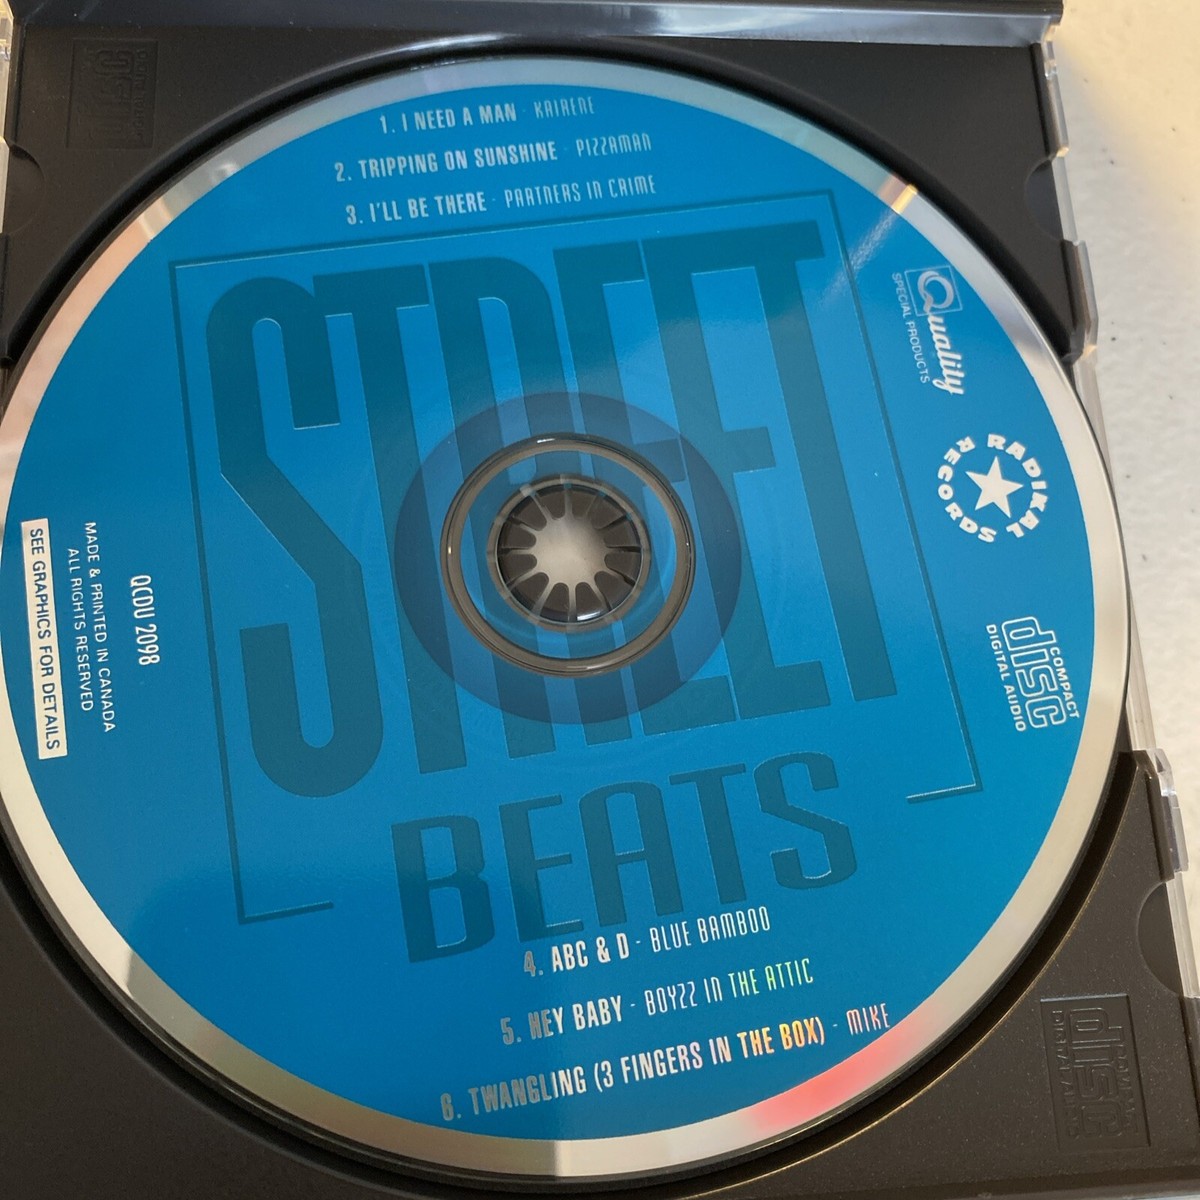 1. I NEED A MAN - KAIRENE
2. TRIPPING ON SUNSHINE - PIZZAMAN
3. I'LL BE THERE - PARTNERS IN CRIME
STREET
BEATS
Quality
SPECIAL PRODUCTS
RADIKAL RECORDS
COMPACT
disc
DIGITAL AUDIO
QCDU 2098
MADE & PRINTED IN CANADA
ALL RIGHTS RESERVED
SEE GRAPHICS FOR DETAILS
4. ABC & D - BLUE BAMBOO
5. HEY BABY - BOYZZ IN THE ATTIC
6. TWANGLING (3 FINGERS IN THE BOX) - MIKE
disc